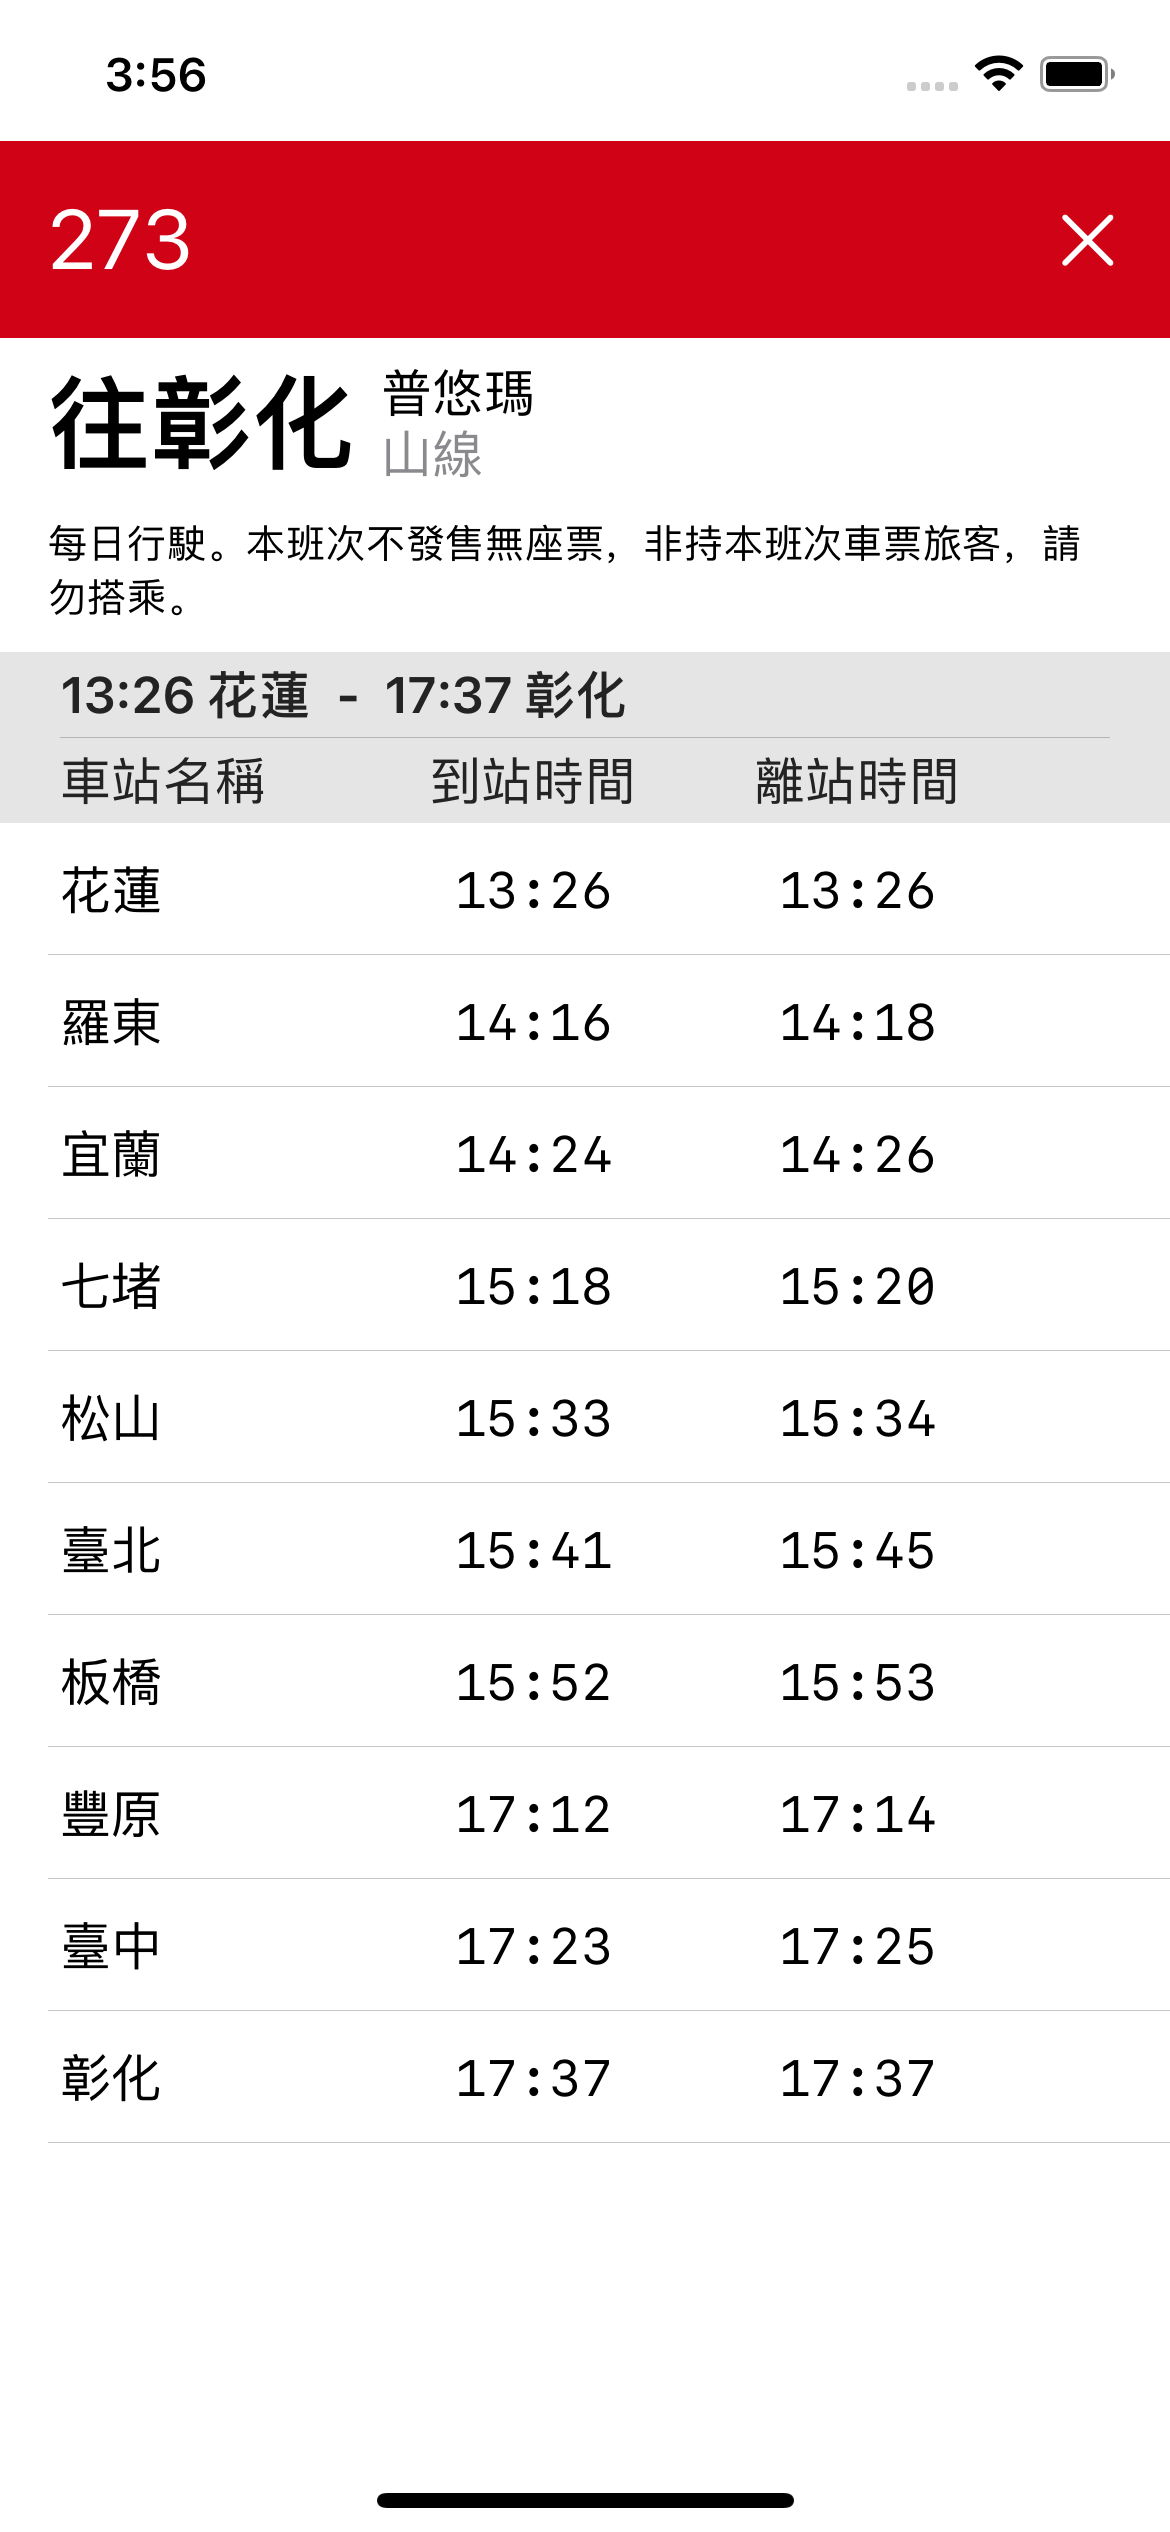 3:56
273
往彰化 普悠瑪
山線
每日行駛。本班次不發售無座票，非持本班次車票旅客，請
勿搭乘。
13:26 花蓮 - 17:37 彰化
車站名稱 到站時間 離站時間
花蓮 13:26 13:26
羅東 14:16 14:18
宜蘭 14:24 14:26
七堵 15:18 15:20
松山 15:33 15:34
臺北 15:41 15:45
板橋 15:52 15:53
豐原 17:12 17:14
臺中 17:23 17:25
彰化 17:37 17:37